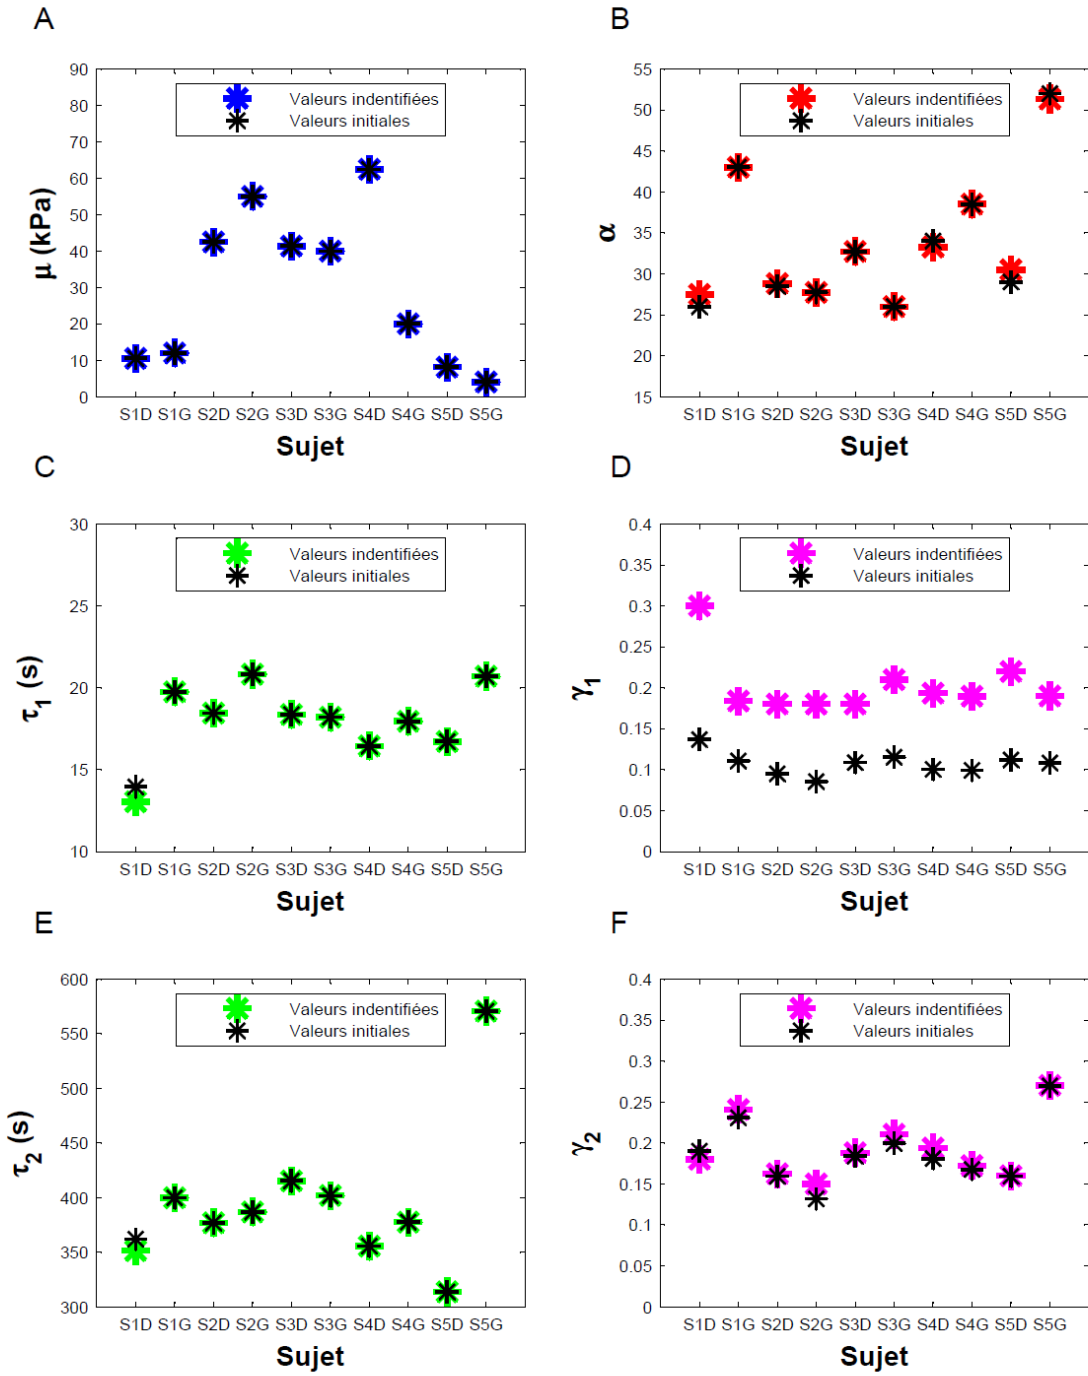 A
90
80
70
60
50
40
30
20
10
0
Valeurs indentifiées
Valeurs initiales
μ (kPa)
S1D S1G S2D S2G S3D S3G S4D S4G S5D S5G
Sujet
B
55
50
45
40
35
30
25
20
15
Valeurs indentifiées
Valeurs initiales
α
S1D S1G S2D S2G S3D S3G S4D S4G S5D S5G
Sujet
C
30
25
20
15
10
Valeurs indentifiées
Valeurs initiales
τ1 (s)
S1D S1G S2D S2G S3D S3G S4D S4G S5D S5G
Sujet
D
0.4
0.35
0.3
0.25
0.2
0.15
0.1
0.05
0
Valeurs indentifiées
Valeurs initiales
γ1
S1D S1G S2D S2G S3D S3G S4D S4G S5D S5G
Sujet
E
600
550
500
450
400
350
300
Valeurs indentifiées
Valeurs initiales
τ2 (s)
S1D S1G S2D S2G S3D S3G S4D S4G S5D S5G
Sujet
F
0.4
0.35
0.3
0.25
0.2
0.15
0.1
0.05
0
Valeurs indentifiées
Valeurs initiales
γ2
S1D S1G S2D S2G S3D S3G S4D S4G S5D S5G
Sujet